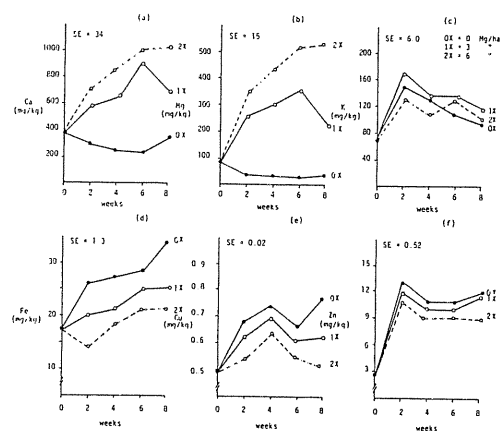 (a)
SE = 34
1000
800
600
400
200
Ca
(mg/kg)
2X
1X
0X
0 2 4 6 8
weeks
(b)
SE = 15
500
400
300
200
100
Mg
(mg/kg)
2X
1X
0X
0 2 4 6 8
weeks
(c)
SE = 6.0
0X = 0 Mg/ha
1X = 3 "
2X = 6 "
200
160
120
80
40
K
(mg/kg)
1X
2X
0X
0 2 4 6 8
weeks
(d)
SE = 1.3
30
20
10
Fe
(mg/kg)
0X
1X
2X
0 2 4 6 8
weeks
(e)
SE = 0.02
0.9
0.8
0.7
0.6
0.5
Cu
(mg/kg)
0X
1X
2X
0 2 4 6 8
weeks
(f)
SE = 0.52
15
12
9
6
3
Zn
(mg/kg)
0X
1X
2X
0 2 4 6 8
weeks